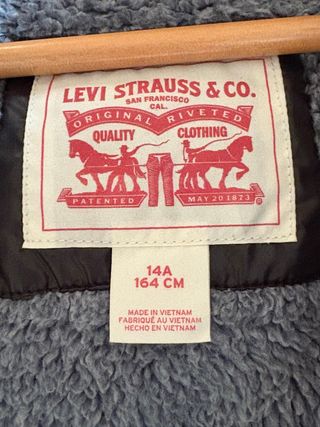 LEVI STRAUSS & CO.
SAN FRANCISCO
CAL.
ORIGINAL RIVETED
QUALITY CLOTHING
PATENTED MAY 20 1873
14A
164 CM
MADE IN VIETNAM
FABRIQUÉ AU VIETNAM
HECHO EN VIETNAM